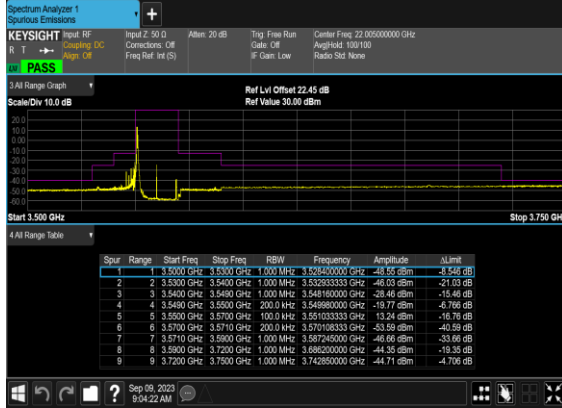 Spectrum Analyzer 1
Spurious Emissions
KEYSIGHT Input: RF Input Z: 50 Ω Atten: 20 dB Trig: Free Run Center Freq: 22.005000000 GHz
R T Coupling: DC Corrections: Off Gate: Off Avg|Hold: 100/100
Align: Off Freq Ref: Int (S) IF Gain: Low Radio Std: None
PASS
3 All Range Graph
Ref Lvl Offset 22.45 dB
Scale/Div 10.0 dB Ref Value 30.00 dBm
20.0
10.0
0.00
-10.0
-20.0
-30.0
-40.0
-50.0
-60.0
Start 3.500 GHz Stop 3.750 GH
4 All Range Table
Spur Range Start Freq Stop Freq RBW Frequency Amplitude ΔLimit
1 1 3.5000 GHz 3.5300 GHz 1.000 MHz 3.528400000 GHz -48.55 dBm -8.546 dB
2 2 3.5300 GHz 3.5400 GHz 1.000 MHz 3.532933333 GHz -46.03 dBm -21.03 dB
3 3 3.5400 GHz 3.5490 GHz 1.000 MHz 3.548160000 GHz -28.46 dBm -15.46 dB
4 4 3.5490 GHz 3.5500 GHz 200.0 kHz 3.549980000 GHz -19.77 dBm -6.766 dB
5 5 3.5500 GHz 3.5700 GHz 100.0 kHz 3.551033333 GHz 13.24 dBm -16.76 dB
6 6 3.5700 GHz 3.5710 GHz 200.0 kHz 3.570108333 GHz -53.59 dBm -40.59 dB
7 7 3.5710 GHz 3.5900 GHz 1.000 MHz 3.587245000 GHz -46.66 dBm -33.66 dB
8 8 3.5900 GHz 3.7200 GHz 1.000 MHz 3.686200000 GHz -44.35 dBm -19.35 dB
9 9 3.7200 GHz 3.7500 GHz 1.000 MHz 3.742850000 GHz -44.71 dBm -4.706 dB
Sep 09, 2023
9:04:22 AM